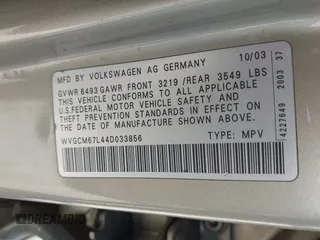 MFD. BY VOLKSWAGEN AG GERMANY 10/03
GVWR 6493 GAWR FRONT 3219 /REAR 3549 LBS
THIS VEHICLE CONFORMS TO ALL APPLICABLE
U.S.FEDERAL MOTOR VEHICLE SAFETY AND
THEFT PREVENTION STANDARDS IN EFFECT ON THE
DATE OF MANUFACTURE SHOWN ABOVE.
WVGCM67L44D033856 TYPE: MPV
4227649 2003 37
DREAMBID